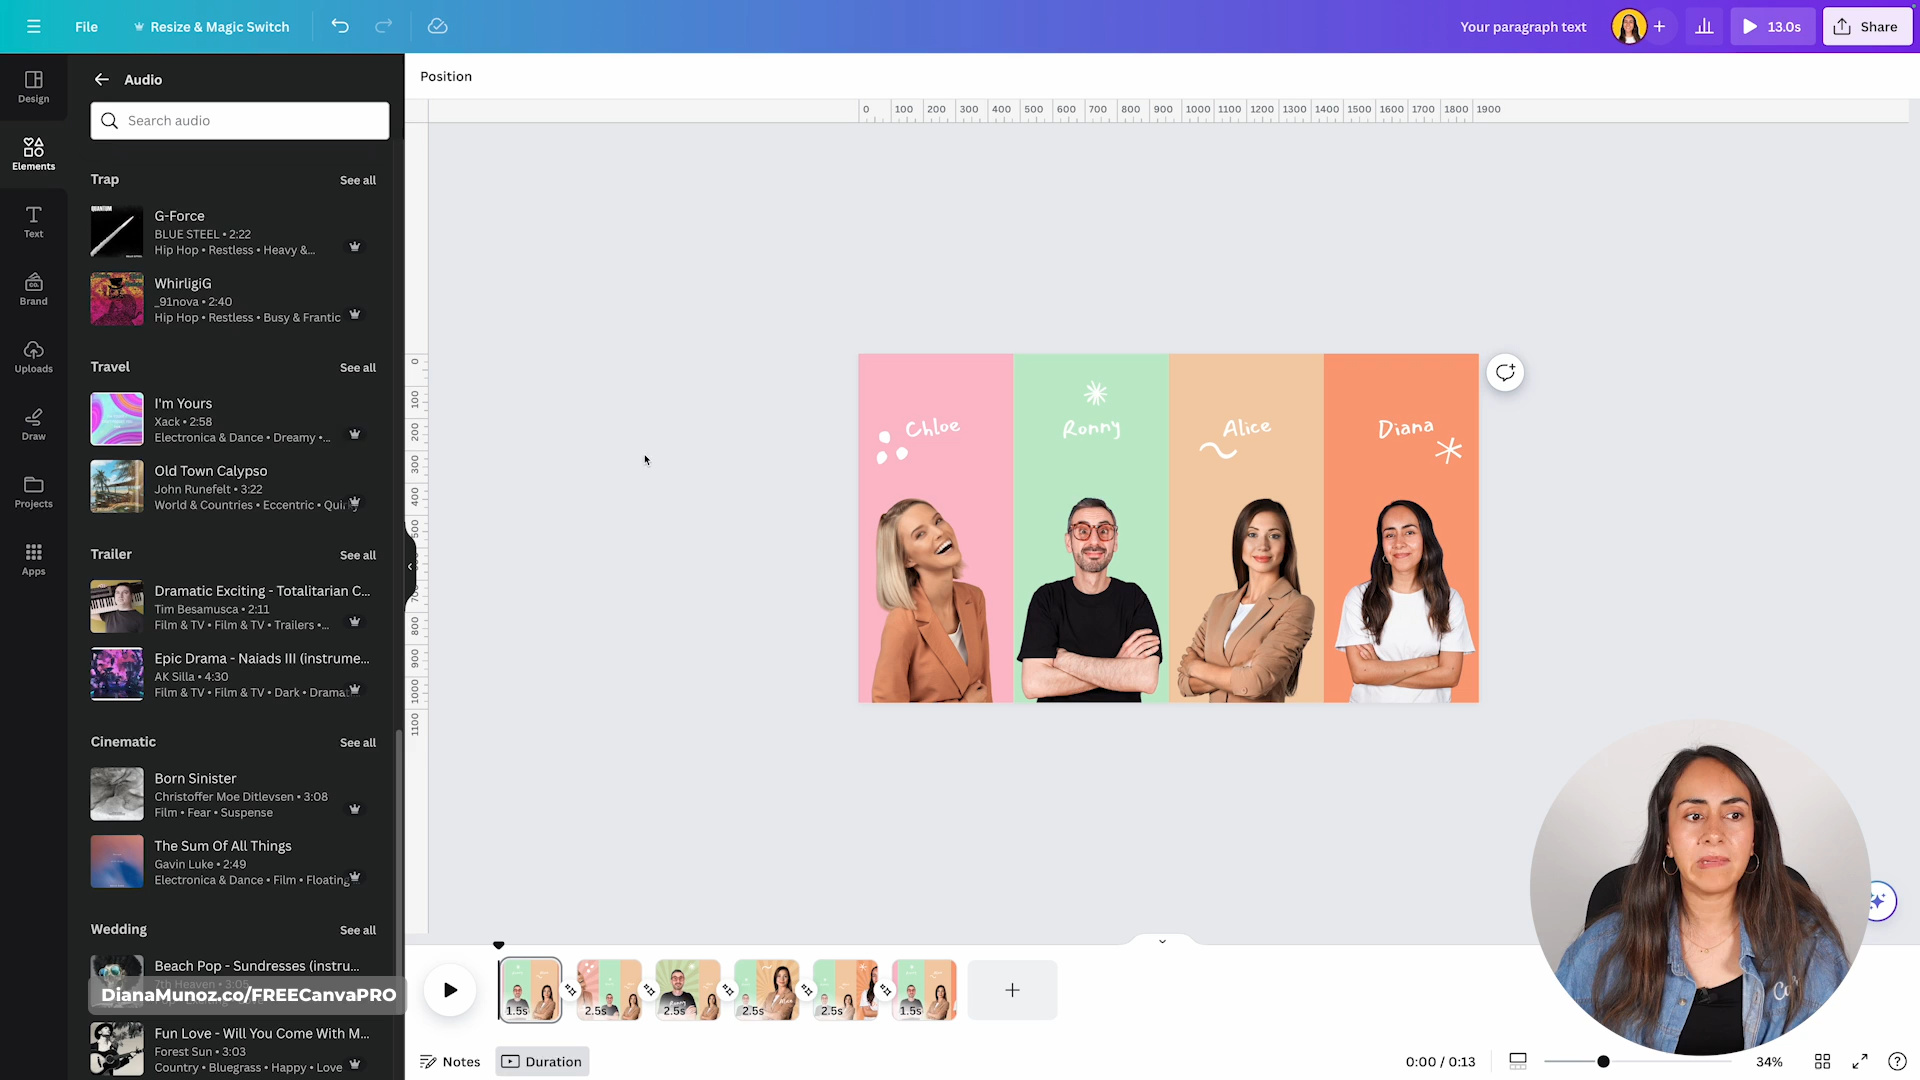 File
Resize & Magic Switch
Your paragraph text
13.0s
Share
Design
Elements
Text
Brand
Uploads
Draw
Projects
Apps
Audio
Search audio
Trap
See all
G-Force
BLUE STEEL • 2:22
Hip Hop • Restless • Heavy &...
WhirligiG
_91nova • 2:40
Hip Hop • Restless • Busy & Frantic
Travel
See all
I'm Yours
Xack • 2:58
Electronica & Dance • Dreamy •...
Old Town Calypso
John Runefelt • 3:22
World & Countries • Eccentric • Quirky
Trailer
See all
Dramatic Exciting - Totalitarian C...
Tim Besamusca • 2:11
Film & TV • Film & TV • Trailers •...
Epic Drama - Naiads III (instrume...
AK Silla • 4:30
Film & TV • Film & TV • Dark • Dramat
Cinematic
See all
Born Sinister
Christoffer Moe Ditlevsen • 3:08
Film • Fear • Suspense
The Sum Of All Things
Gavin Luke • 2:49
Electronica & Dance • Film • Floating
Wedding
See all
Beach Pop - Sundresses (instru...
7th Heaven • 3:05
DianaMunoz.co/FREECanvaPRO
Fun Love - Will You Come With M...
Forest Sun • 3:03
Country • Bluegrass • Happy • Love
Position
0 100 200 300 400 500 600 700 800 900 1000 1100 1200 1300 1400 1500 1600 1700 1800 1900
0 100 200 300 400 500 700 800 900 1000 1100
Chloe
Ronny
Alice
Diana
1.5s
2.5s
2.5s
2.5s
2.5s
1.5s
Notes
Duration
0:00 / 0:13
34%